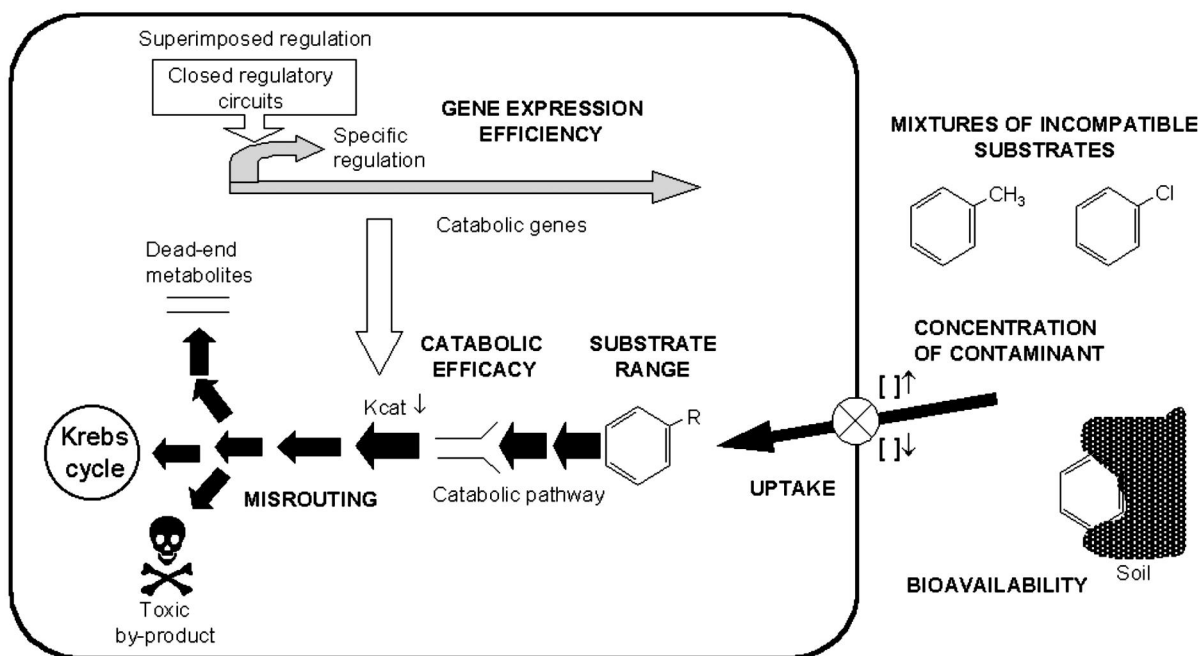 Superimposed regulation
Closed regulatory
circuits
GENE EXPRESSION
EFFICIENCY
Specific
regulation
Catabolic genes
MIXTURES OF INCOMPATIBLE
SUBSTRATES
CH3
Cl
Dead-end
metabolites
CATABOLIC
EFFICACY
SUBSTRATE
RANGE
CONCENTRATION
OF CONTAMINANT
[ ]↑
[ ]↓
Kcat ↓
R
Krebs
cycle
MISROUTING
Catabolic pathway
UPTAKE
Toxic
by-product
BIOAVAILABILITY
Soil